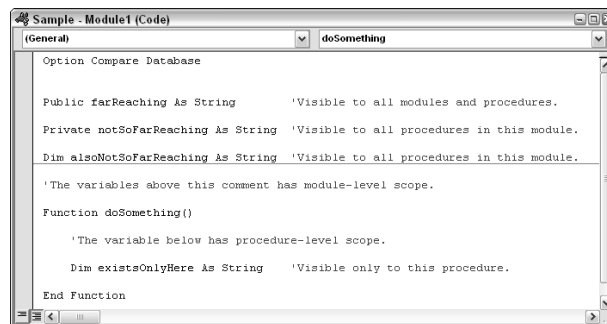 Sample - Module1 (Code)
(General) doSomething
Option Compare Database
Public farReaching As String 'Visible to all modules and procedures.
Private notSoFarReaching As String 'Visible to all procedures in this module.
Dim alsoNotSoFarReaching As String 'Visible to all procedures in this module.
'The variables above this comment has module-level scope.
Function doSomething()
'The variable below has procedure-level scope.
Dim existsOnlyHere As String 'Visible only to this procedure.
End Function